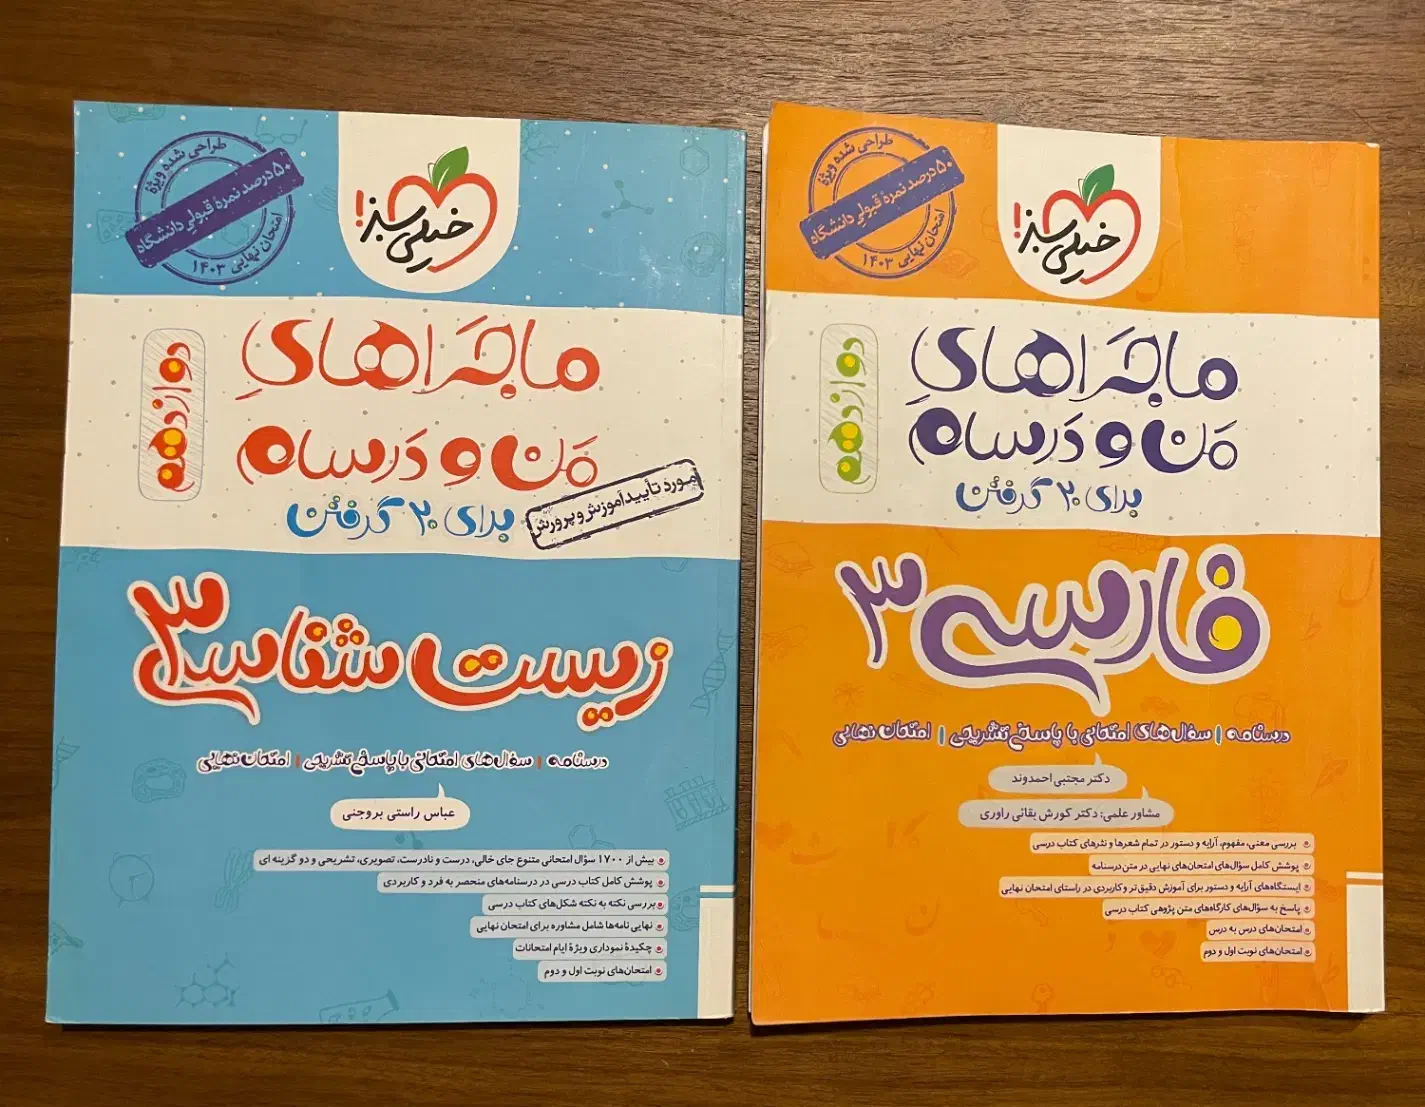 طراحی شده ویژهٔ
۵۰ درصد نمرهٔ قبولی دانشگاه
امتحان نهایی ۱۴۰۳
خیلی سبز!
ماجراهایِ
مَن و دَرسام
برای ۲۰ گرفتن
دوازدهم
مورد تأیید آموزش و پرورش
زیست شناسی ۳
درسنامه | سؤال‌های امتحانی با پاسخ تشریحی | امتحان نهایی
عباس راستی بروجنی
بیش از ۱۷۰۰ سؤال امتحانی متنوع جای خالی، درست و نادرست، تصویری، تشریحی و دو گزینه ای
پوشش کامل کتاب درسی در درسنامه‌های منحصر به فرد و کاربردی
بررسی نکته به نکته شکل‌های کتاب درسی
نهایی نامه‌ها شامل مشاوره برای امتحان نهایی
چکیدهٔ نموداری ویژهٔ ایام امتحانات
امتحان‌های نوبت اول و دوم
طراحی شده ویژهٔ
۵۰ درصد نمرهٔ قبولی دانشگاه
امتحان نهایی ۱۴۰۳
خیلی سبز!
ماجراهایِ
مَن و دَرسام
برای ۲۰ گرفتن
دوازدهم
فارسی ۳
درسنامه | سؤال‌های امتحانی با پاسخ تشریحی | امتحان نهایی
دکتر مجتبی احمدوند
مشاور علمی: دکتر کورش بقائی راوری
بررسی معنی، مفهوم، آرایه و دستور در تمام شعرها و نثرهای کتاب درسی
پوشش کامل سؤال‌های امتحان‌های نهایی در متن درسنامه
ایستگاه‌های آرایه و دستور برای آموزش دقیق‌تر و کاربردی در راستای امتحان نهایی
پاسخ به سؤال‌های کارگاه‌های متن پژوهی کتاب درسی
امتحان‌های درس به درس
امتحان‌های نوبت اول و دوم